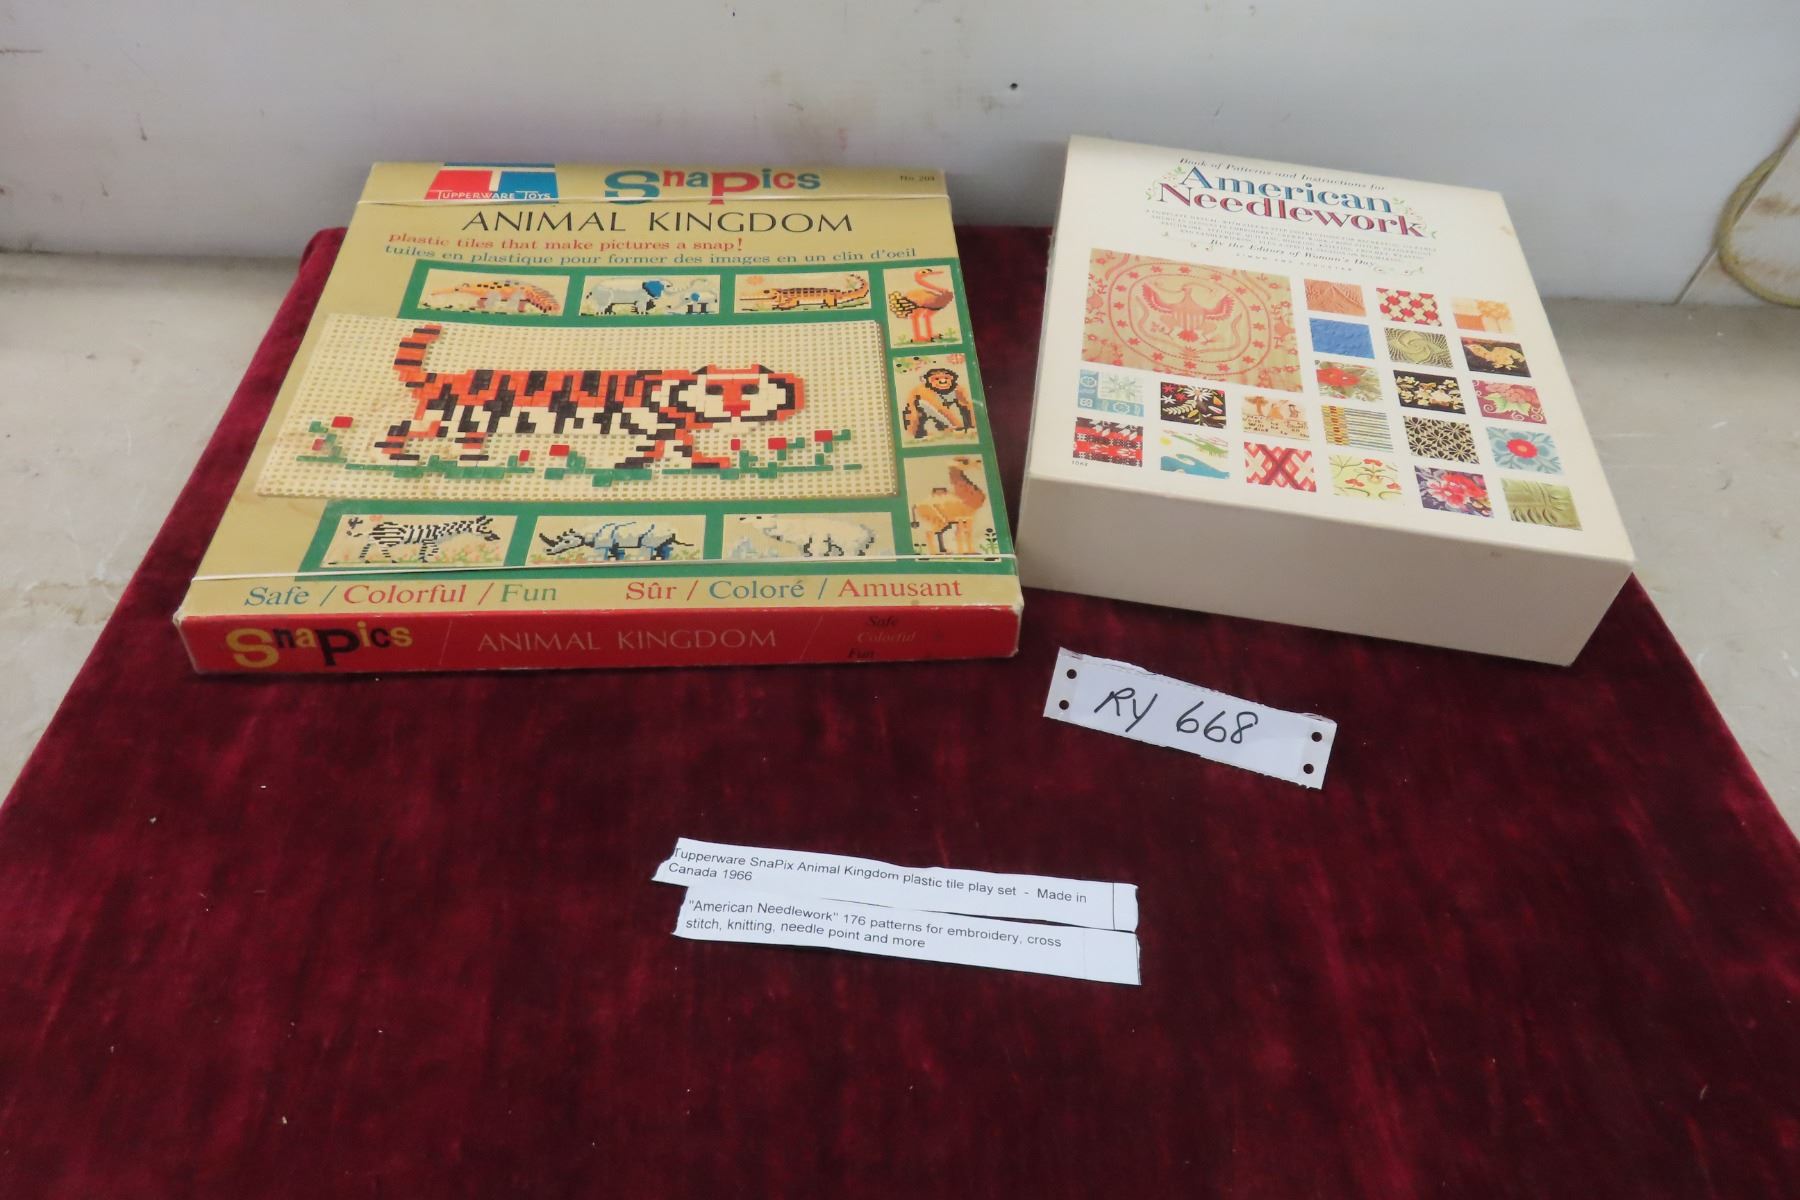 TUPPERWARE TOYS
SnaPics
No. 204
ANIMAL KINGDOM
plastic tiles that make pictures a snap!
tuiles en plastique pour former des images en un clin d'oeil
Safe / Colorful / Fun
Sûr / Coloré / Amusant
SnaPics / ANIMAL KINGDOM /
Safe
Colorful
Fun
Book of Patterns and Instructions for
American
Needlework
By the Editors of Woman's Day
SIMON AND SCHUSTER
RY 668
Tupperware SnaPix Animal Kingdom plastic tile play set - Made in
Canada 1966
"American Needlework" 176 patterns for embroidery, cross
stitch, knitting, needle point and more